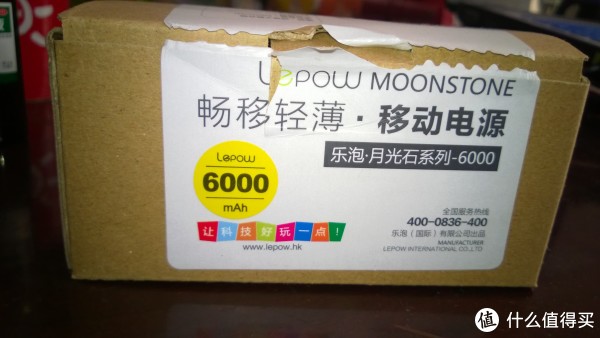 Lepow MOONSTONE
畅移轻薄·移动电源
乐泡·月光石系列-6000
Lepow
6000
mAh
让科技好玩一点!
www.lepow.hk
全国服务热线
400-0836-400
乐泡（国际）有限公司出品
MANUFACTURER
LEPOW INTERNATIONAL CO.,LTD
值 什么值得买